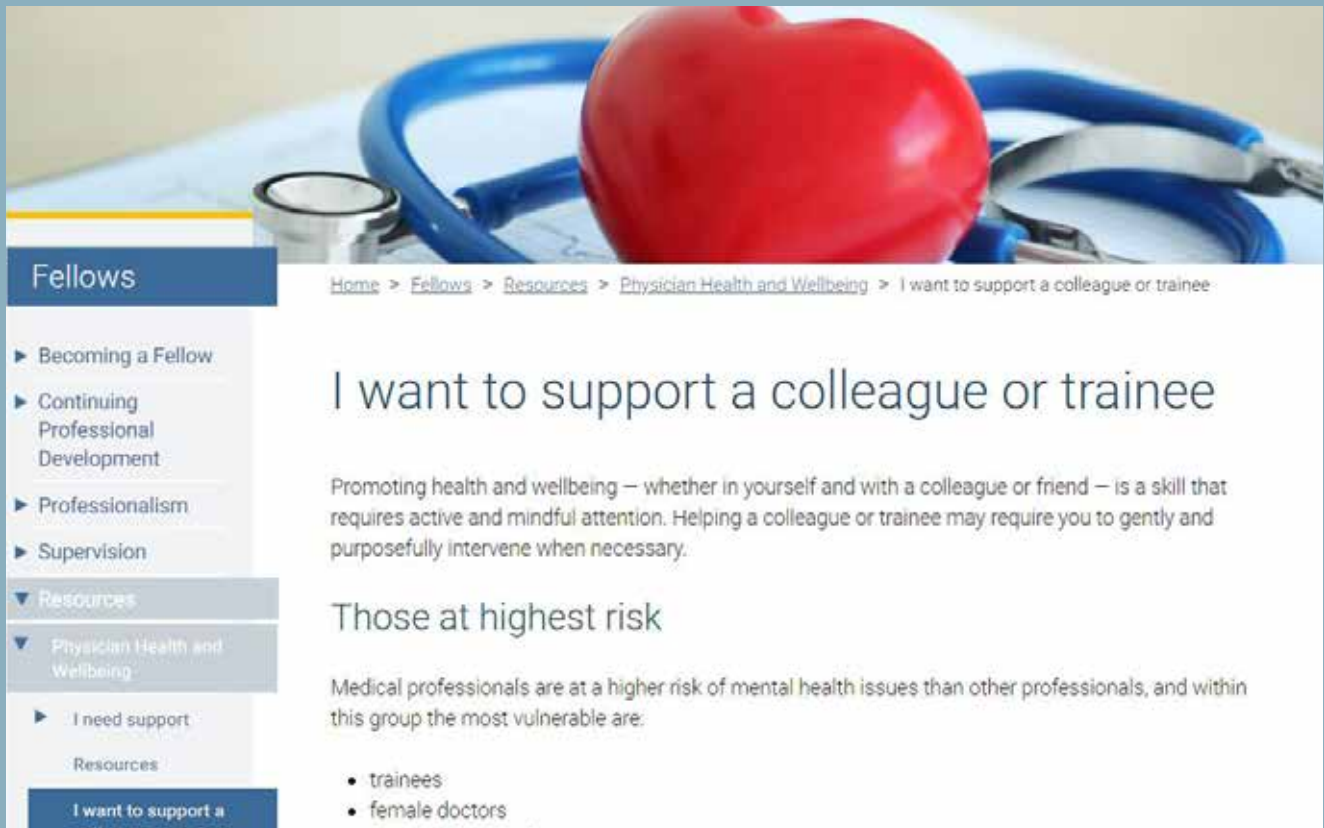 Fellows
Becoming a Fellow
Continuing
Professional
Development
Professionalism
Supervision
Resources
Physician Health and
Wellbeing
I need support
Resources
I want to support a
Home > Fellows > Resources > Physician Health and Wellbeing > I want to support a colleague or trainee
I want to support a colleague or trainee
Promoting health and wellbeing — whether in yourself and with a colleague or friend — is a skill that
requires active and mindful attention. Helping a colleague or trainee may require you to gently and
purposefully intervene when necessary.
Those at highest risk
Medical professionals are at a higher risk of mental health issues than other professionals, and within
this group the most vulnerable are:
• trainees
• female doctors